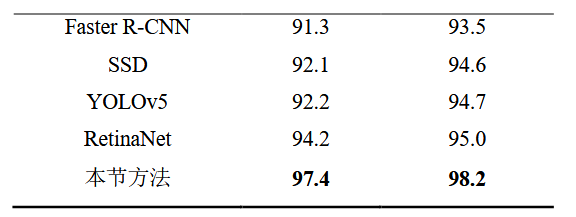 Faster R-CNN 91.3 93.5
SSD 92.1 94.6
YOLOv5 92.2 94.7
RetinaNet 94.2 95.0
本节方法 97.4 98.2